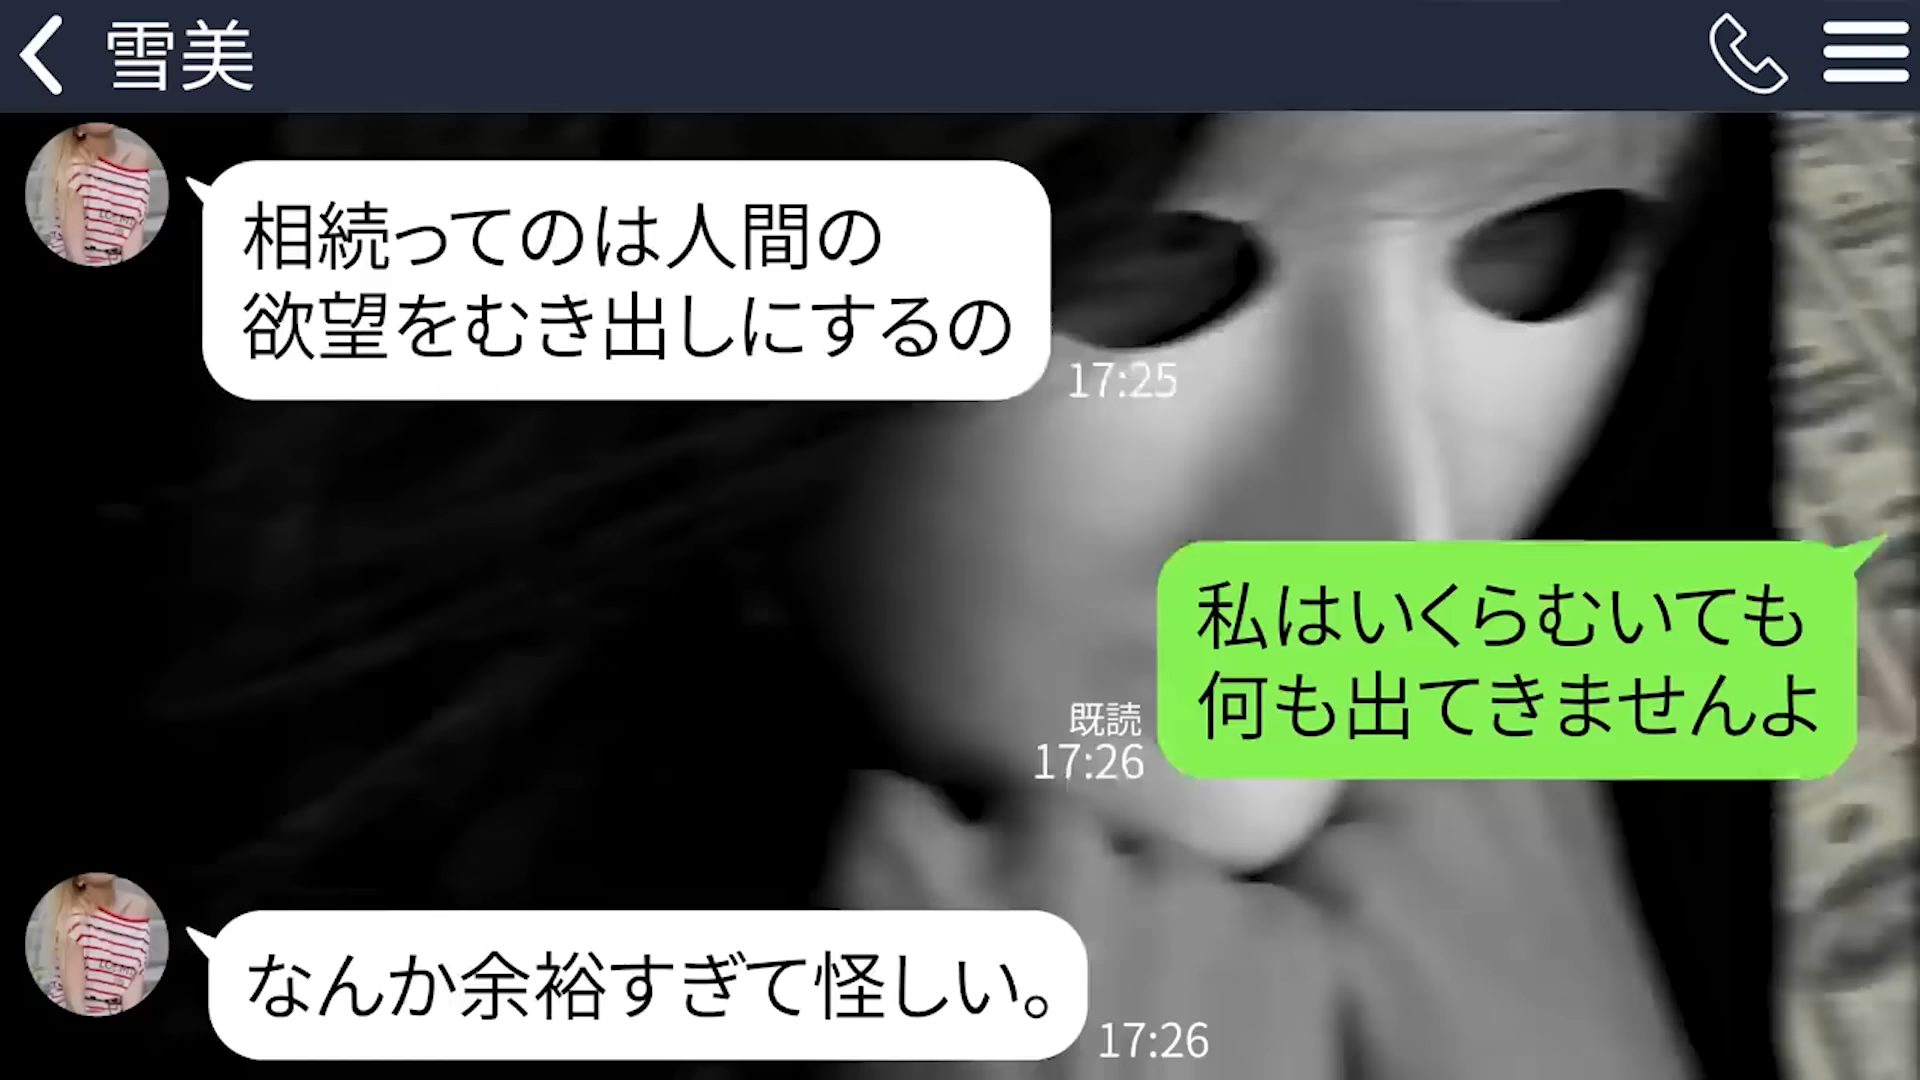 雪美
相続ってのは人間の
欲望をむき出しにするの
17:25
私はいくらむいても
何も出てきませんよ
既読
17:26
なんか余裕すぎて怪しい。
17:26